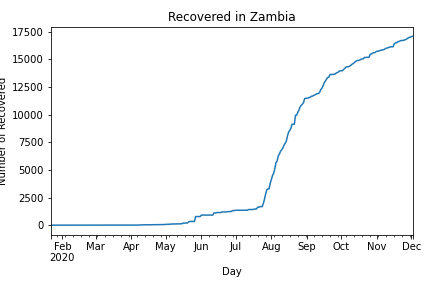 Recovered in Zambia
Number of Recovered
17500
15000
12500
10000
7500
5000
2500
0
Feb Mar Apr May Jun Jul Aug Sep Oct Nov Dec
2020
Day